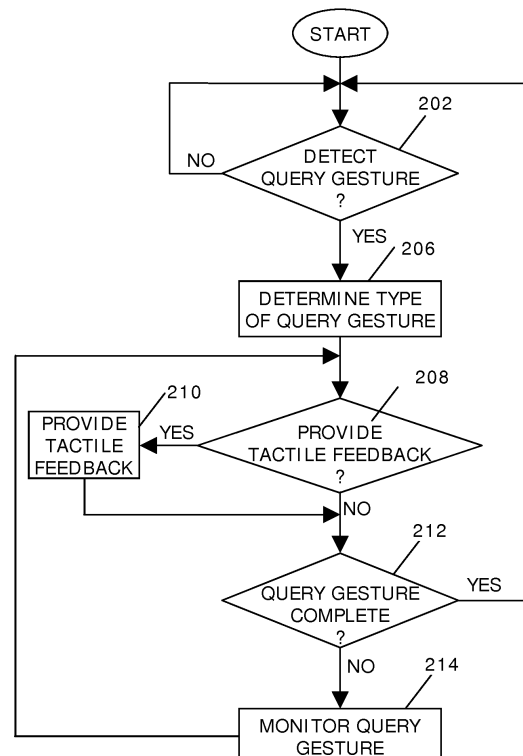 START
202
DETECT
QUERY GESTURE
?
NO
YES
206
DETERMINE TYPE
OF QUERY GESTURE
208
210
PROVIDE
TACTILE
FEEDBACK
YES
PROVIDE
TACTILE FEEDBACK
?
NO
212
QUERY GESTURE
COMPLETE
?
YES
NO
214
MONITOR QUERY
GESTURE